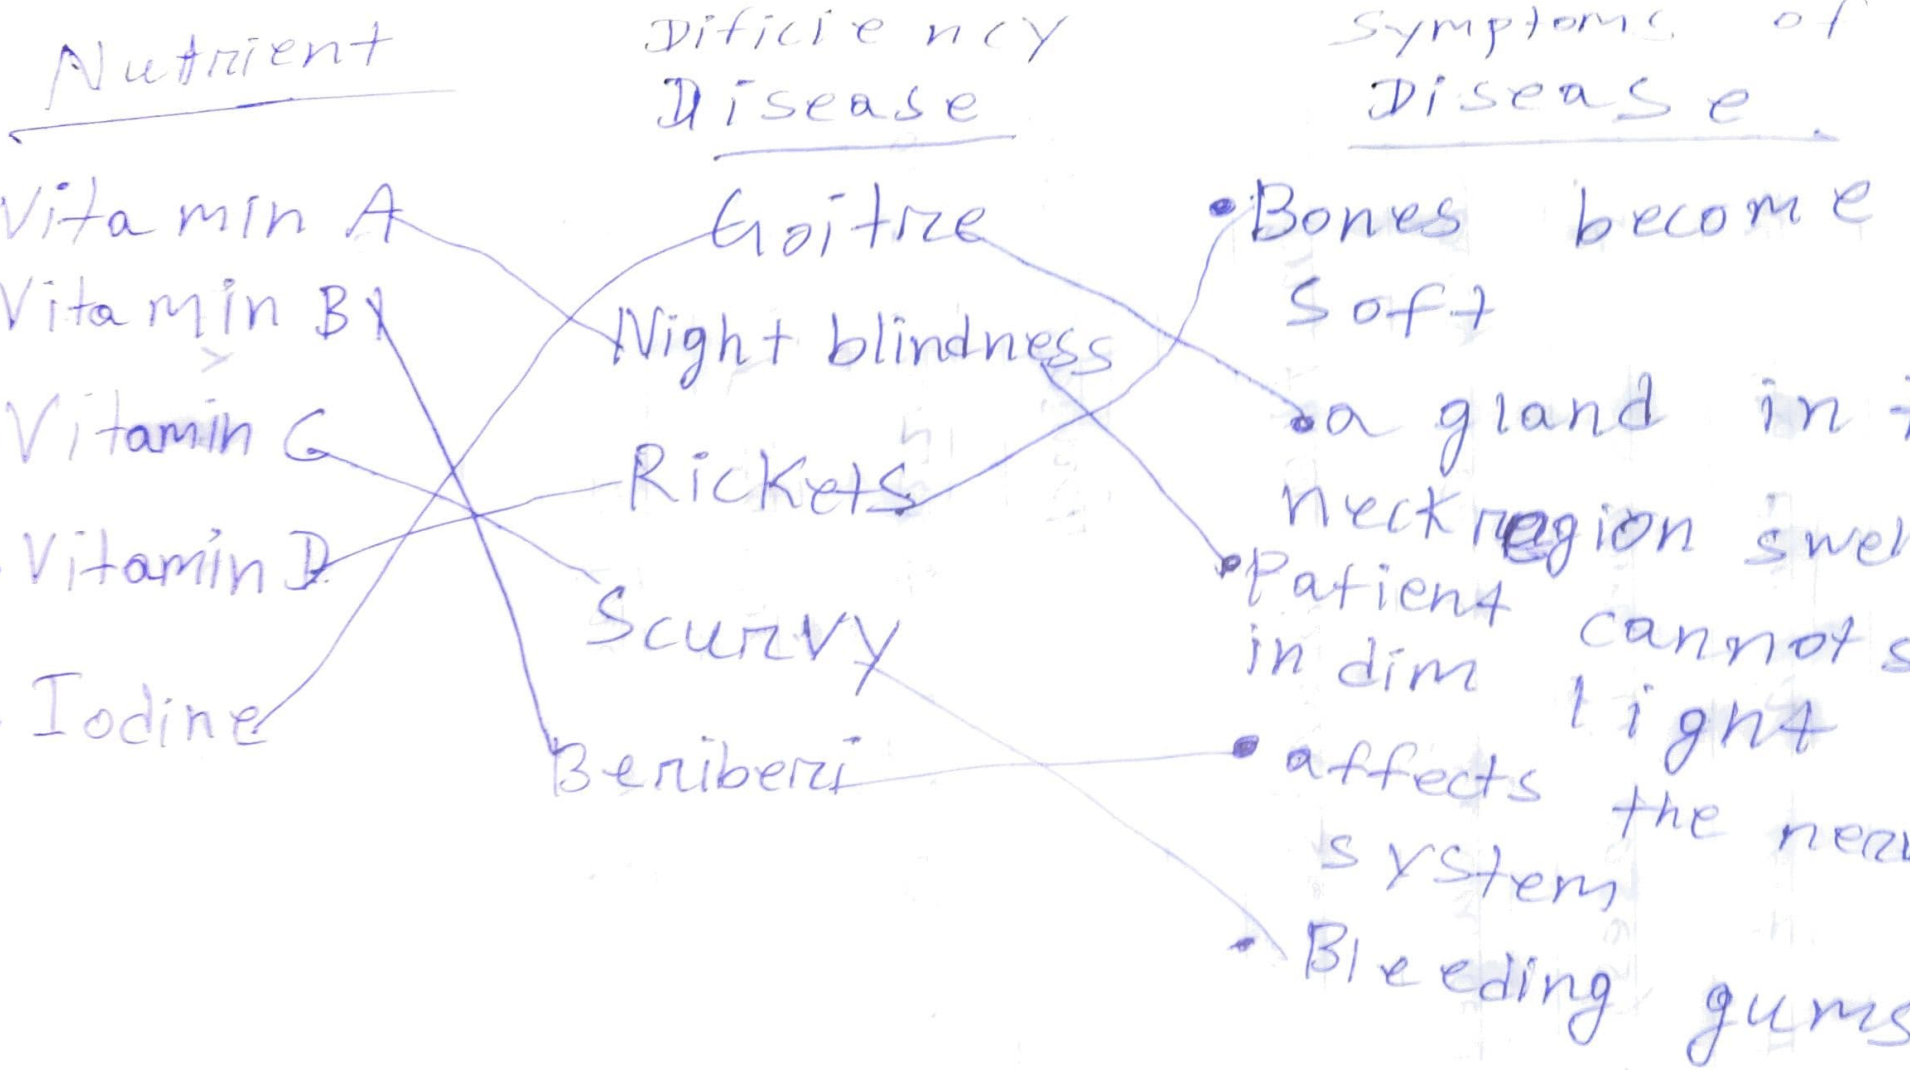 Nutrient
Dificiency
Disease
Symptoms of
Disease
Vitamin A
Goitre
Bones become
soft
Vitamin B1
Night blindness
Vitamin C
Rickets
a gland in
neck region swel
Vitamin D
Scurvy
Patient cannot s
in dim light
Iodine
Beriberi
affects the nerv
system
Bleeding gums